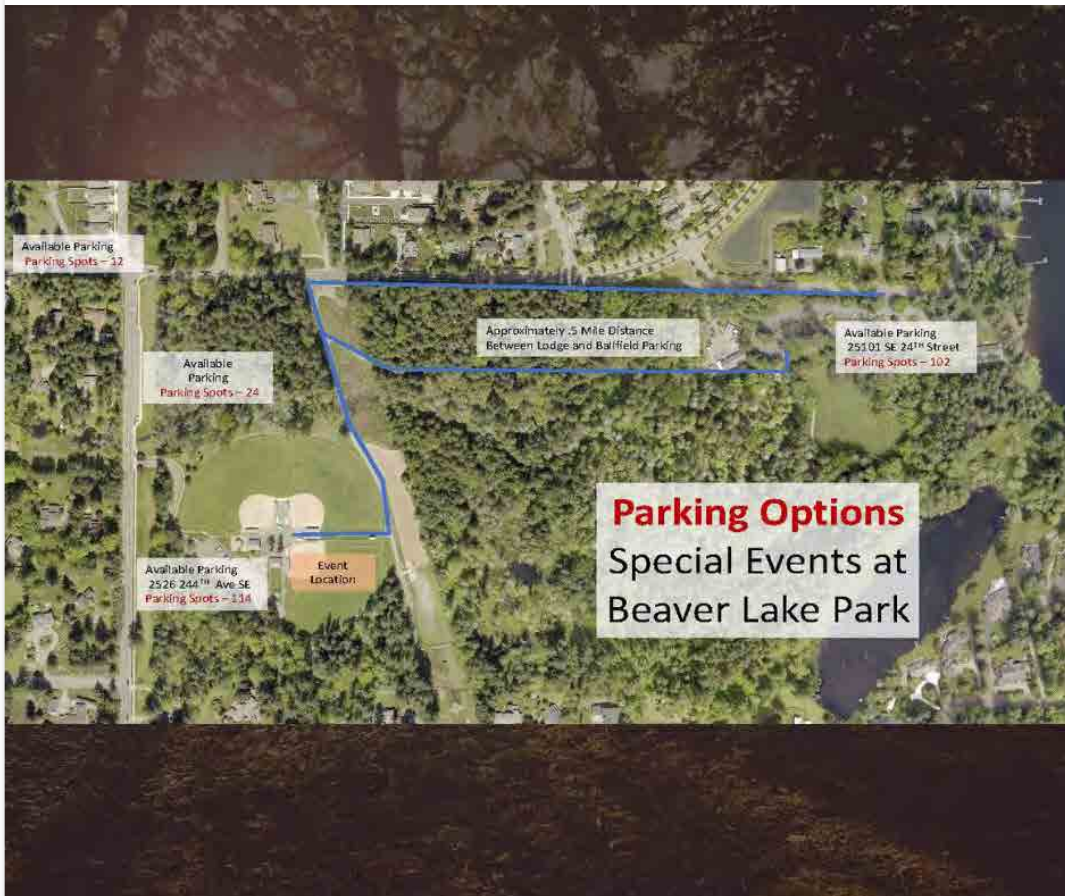 Available Parking
Parking Spots – 12
Approximately .5 Mile Distance
Between Lodge and Ballfield Parking
Available Parking
25101 SE 24TH Street
Parking Spots – 102
Available
Parking
Parking Spots – 24
Parking Options
Special Events at
Beaver Lake Park
Available Parking
2526 244TH Ave SE
Parking Spots – 114
Event
Location